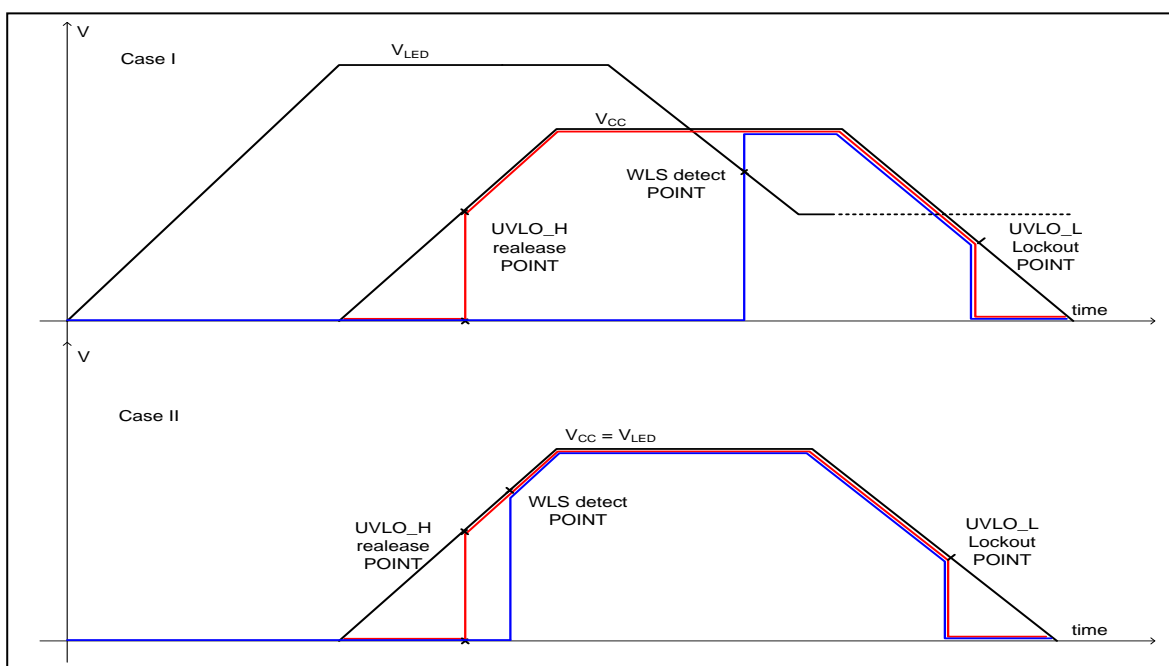 V
Case I
VLED
VCC
WLS detect
POINT
UVLO_H
realease
POINT
UVLO_L
Lockout
POINT
time
V
Case II
VCC = VLED
WLS detect
POINT
UVLO_H
realease
POINT
UVLO_L
Lockout
POINT
time